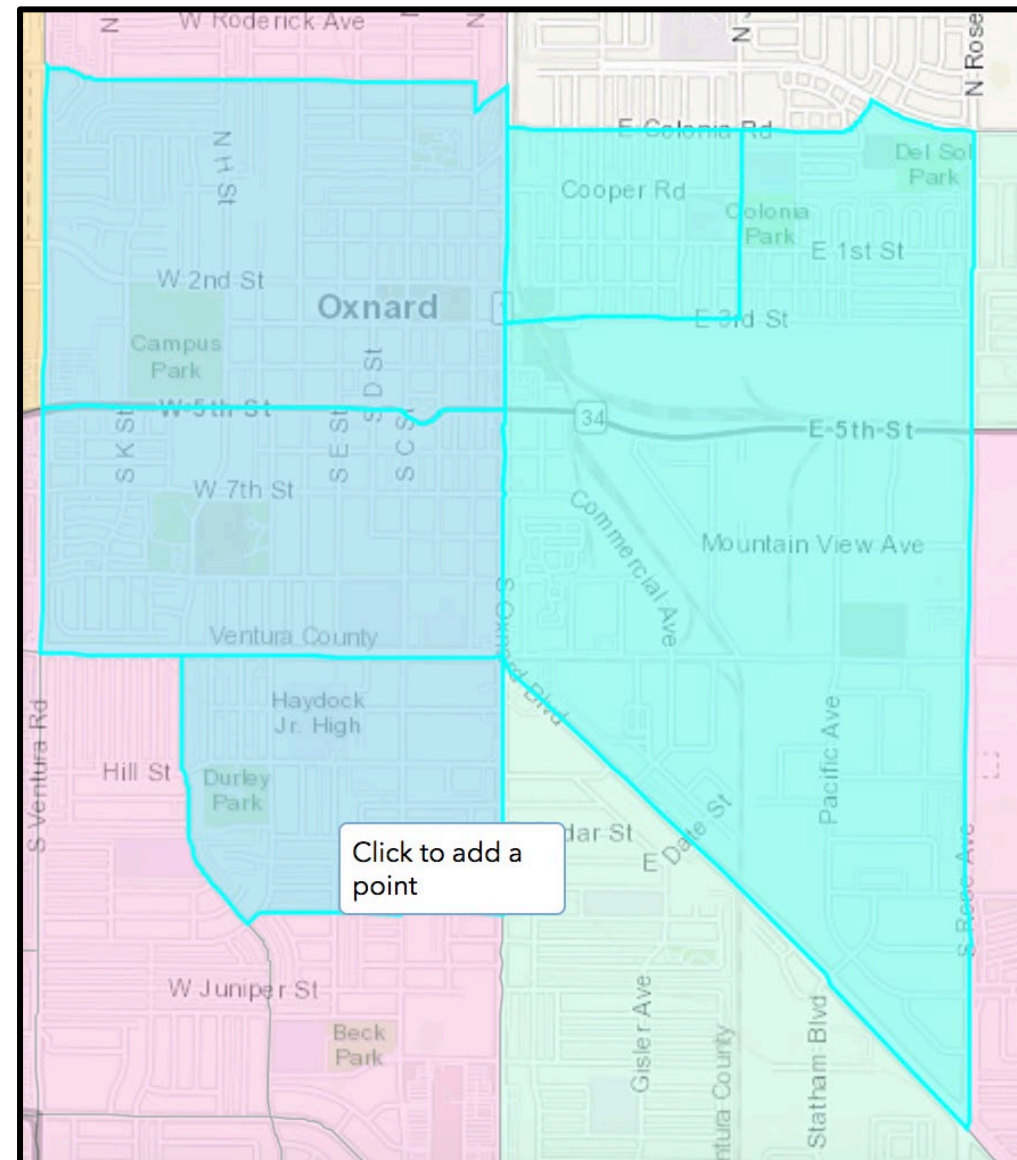 W Roderick Ave
N
N
N
N Rose
E Colonia Rd
N H St
Del Sol
Park
Cooper Rd
Colonia
Park
E 1st St
W 2nd St
Oxnard
E 3rd St
Campus
Park
S D St
W 5th St
34
E 5th St
S K St
S E St
S C St
W 7th St
Commercial Ave
Mountain View Ave
Ventura County
S Oxnard Blvd
Haydock
Jr. High
S Ventura Rd
Hill St
Durley
Park
Pacific Ave
Click to add a
point
dar St
E Date St
S Rose Ave
W Juniper St
Beck
Park
Gisler Ave
ntura County
Statham Blvd